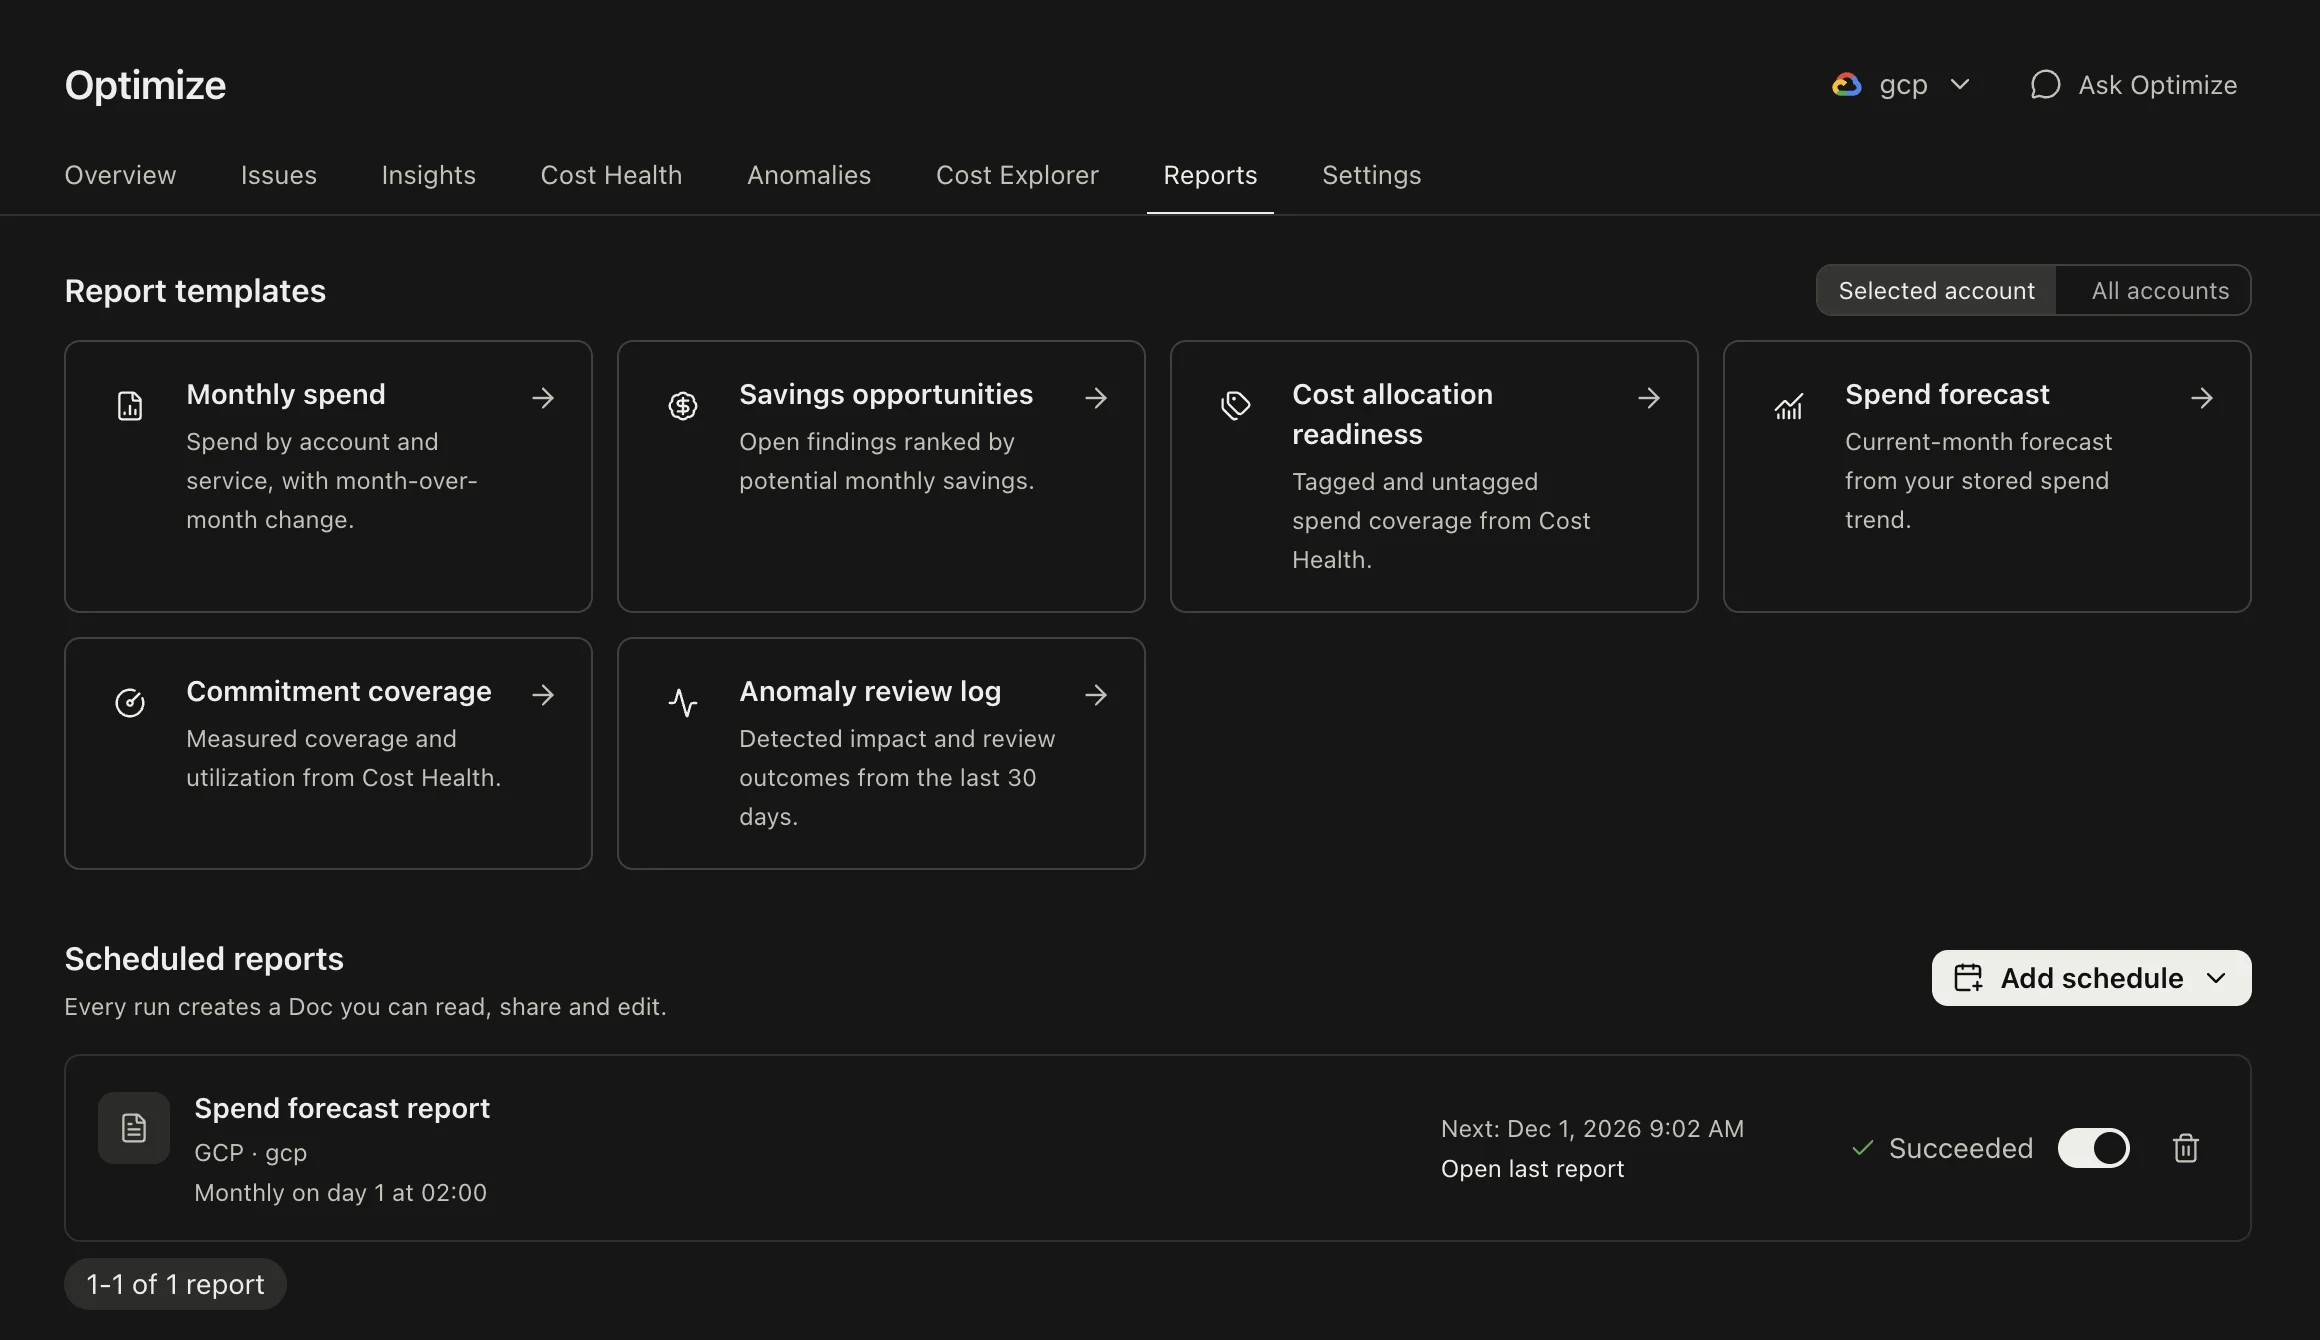 Optimize
gcp
Ask Optimize
Overview
Issues
Insights
Cost Health
Anomalies
Cost Explorer
Reports
Settings
Report templates
Selected account
All accounts
Monthly spend
Spend by account and
service, with month-over-
month change.
Savings opportunities
Open findings ranked by
potential monthly savings.
Cost allocation
readiness
Tagged and untagged
spend coverage from Cost
Health.
Spend forecast
Current-month forecast
from your stored spend
trend.
Commitment coverage
Measured coverage and
utilization from Cost Health.
Anomaly review log
Detected impact and review
outcomes from the last 30
days.
Scheduled reports
Every run creates a Doc you can read, share and edit.
Add schedule
Spend forecast report
GCP · gcp
Monthly on day 1 at 02:00
Next: Dec 1, 2026 9:02 AM
Open last report
Succeeded
1-1 of 1 report